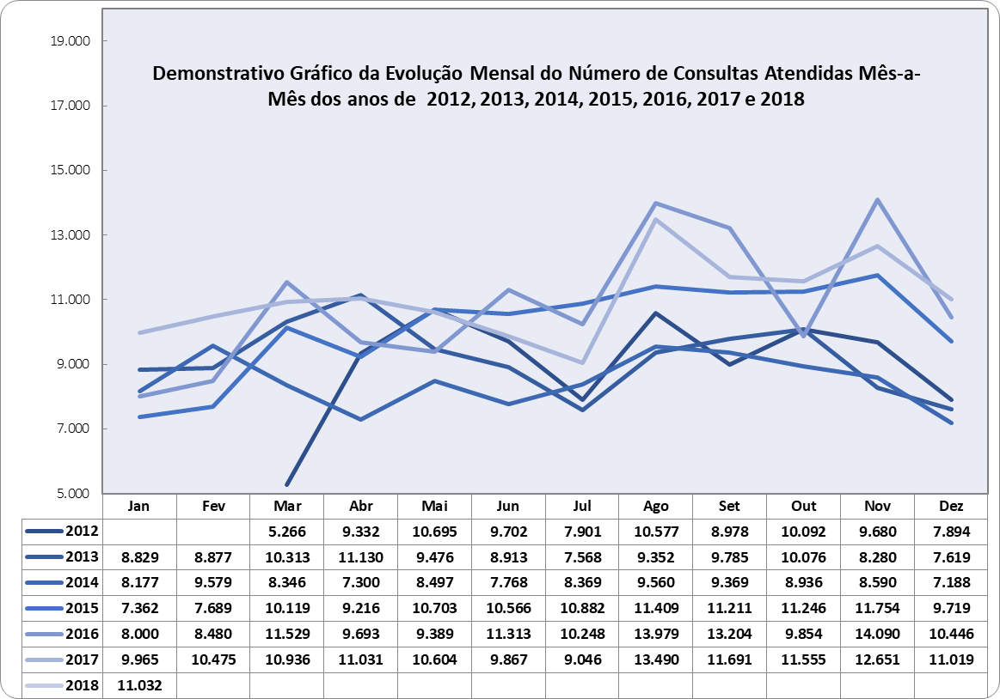 Demonstrativo Gráfico da Evolução Mensal do Número de Consultas Atendidas Mês-a-
Mês dos anos de  2012, 2013, 2014, 2015, 2016, 2017 e 2018
19.000
17.000
15.000
13.000
11.000
9.000
7.000
5.000
Jan Fev Mar Abr Mai Jun Jul Ago Set Out Nov Dez
2012 5.266 9.332 10.695 9.702 7.901 10.577 8.978 10.092 9.680 7.894
2013 8.829 8.877 10.313 11.130 9.476 8.913 7.568 9.352 9.785 10.076 8.280 7.619
2014 8.177 9.579 8.346 7.300 8.497 7.768 8.369 9.560 9.369 8.936 8.590 7.188
2015 7.362 7.689 10.119 9.216 10.703 10.566 10.882 11.409 11.211 11.246 11.754 9.719
2016 8.000 8.480 11.529 9.693 9.389 11.313 10.248 13.979 13.204 9.854 14.090 10.446
2017 9.965 10.475 10.936 11.031 10.604 9.867 9.046 13.490 11.691 11.555 12.651 11.019
2018 11.032